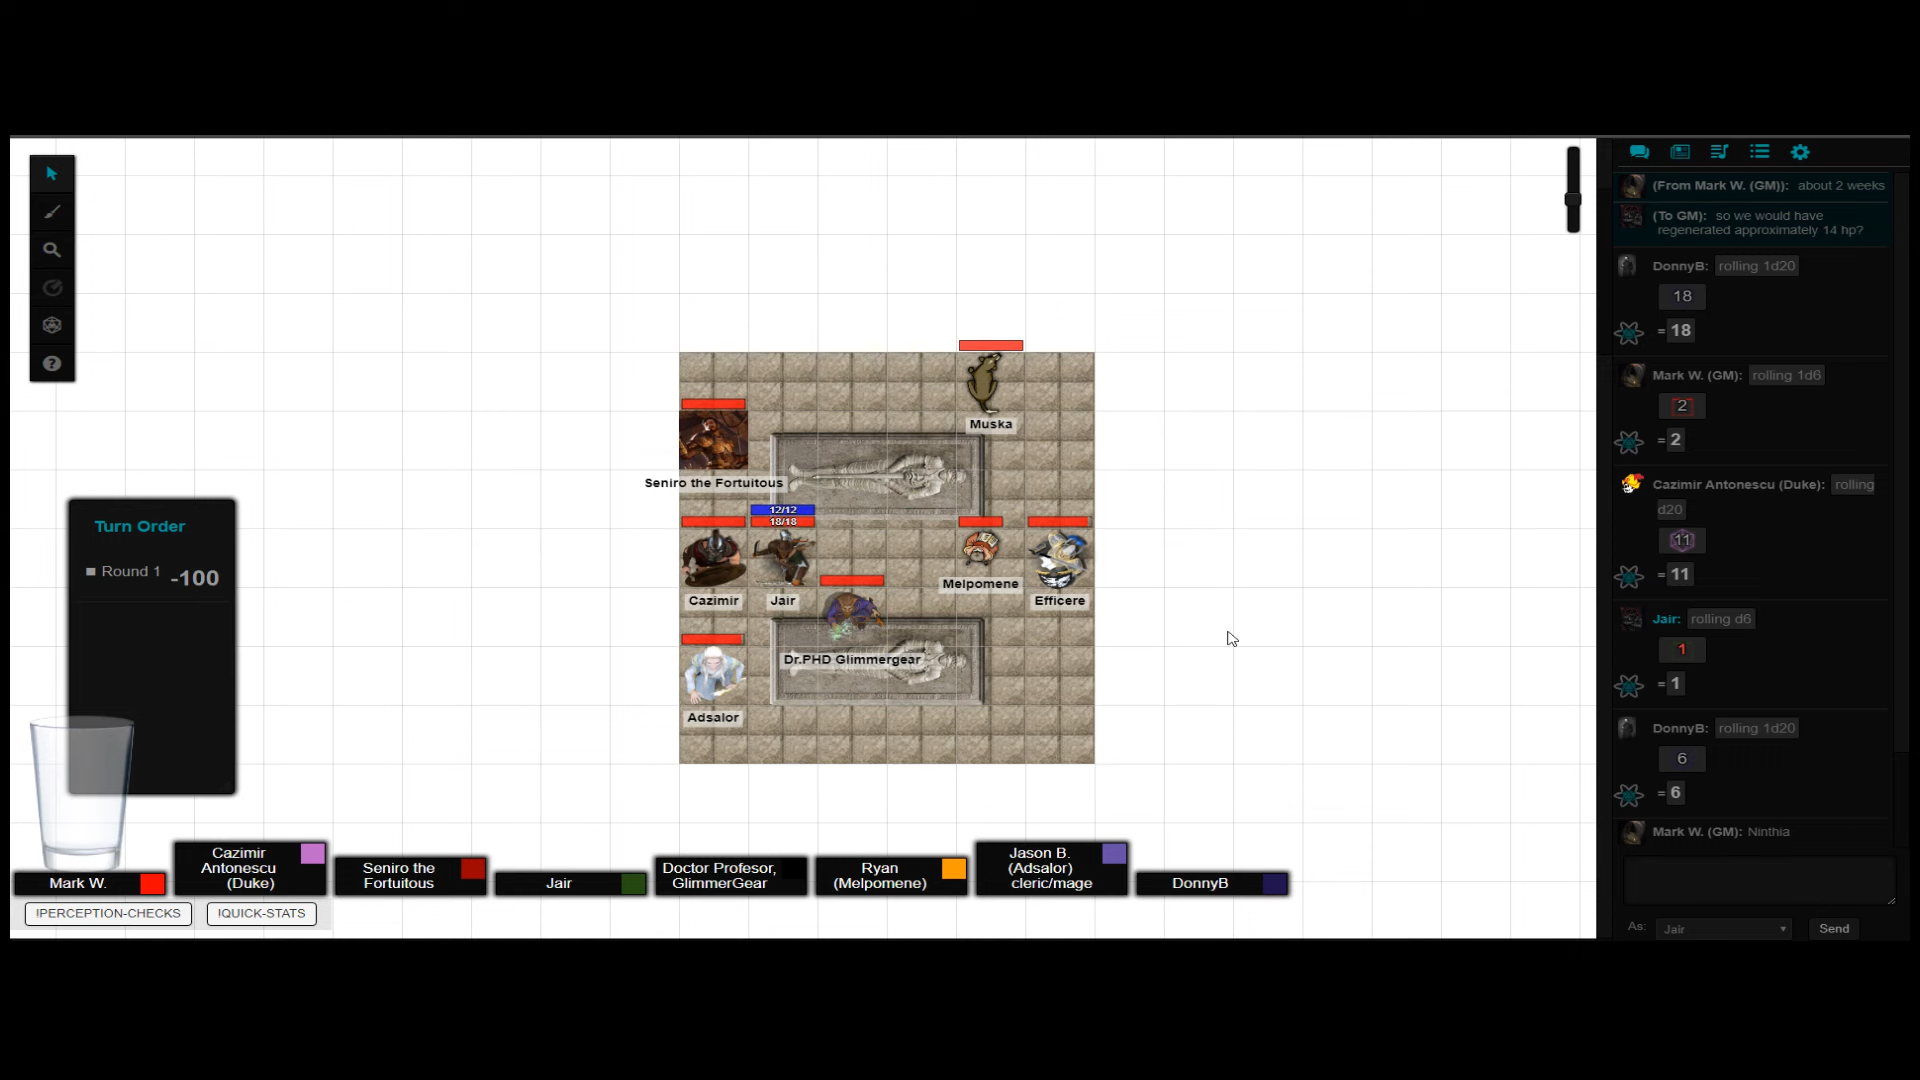 (From Mark W. (GM)): about 2 weeks
(To GM): so we would have
regenerated approximately 14 hp?
DonnyB: rolling 1d20
18
=18
Mark W. (GM): rolling 1d6
2
=2
Cazimir Antonescu (Duke): rolling
d20
11
=11
Jair: rolling d6
1
=1
DonnyB: rolling 1d20
6
=6
Mark W. (GM): Ninthia
As: Jair
Send
Muska
Seniro the Fortuitous
12/12
18/18
Cazimir
Jair
Melpomene
Efficere
Dr.PHD Glimmergear
Adsalor
Turn Order
Round 1 -100
Mark W.
Cazimir
Antonescu
(Duke)
Seniro the
Fortuitous
Jair
Doctor Profesor,
GlimmerGear
Ryan
(Melpomene)
Jason B.
(Adsalor)
cleric/mage
DonnyB
!PERCEPTION-CHECKS
!QUICK-STATS